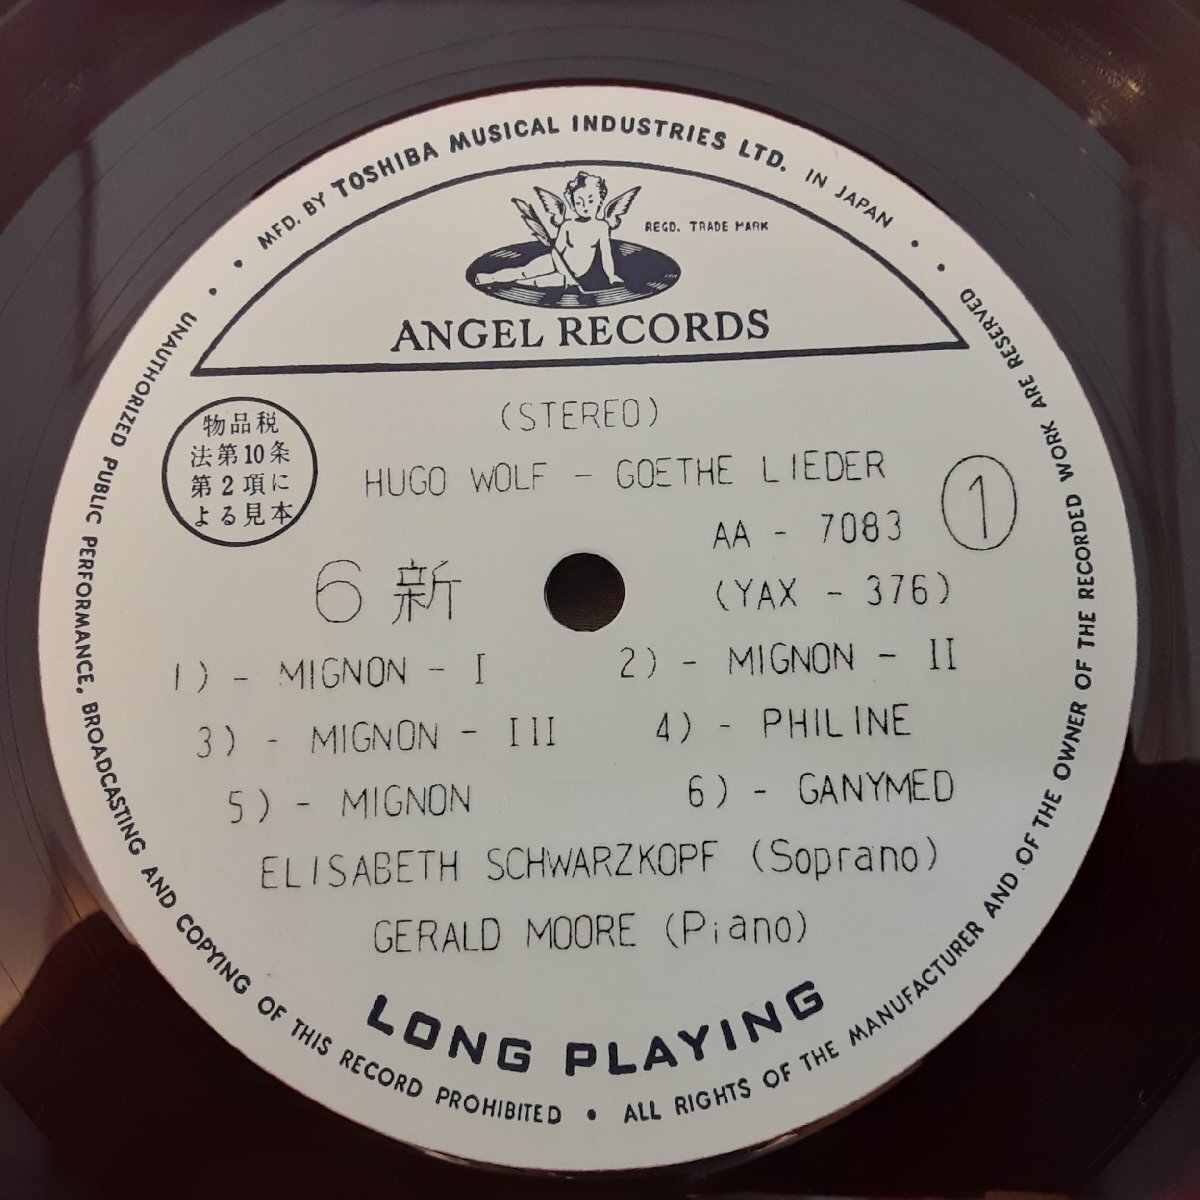 MFD. BY TOSHIBA MUSICAL INDUSTRIES LTD. IN JAPAN
REGD. TRADE MARK
ANGEL RECORDS
(STEREO)
物品税
法第10条
第2項に
よる見本
HUGO WOLF - GOETHE LIEDER
1
AA - 7083
6 新
(YAX - 376)
1) - MIGNON - I 2) - MIGNON - II
3) - MIGNON - III 4) - PHILINE
5) - MIGNON 6) - GANYMED
ELISABETH SCHWARZKOPF (Soprano)
GERALD MOORE (Piano)
LONG PLAYING
UNAUTHORIZED PUBLIC PERFORMANCE, BROADCASTING AND COPYING OF THIS RECORD PROHIBITED • ALL RIGHTS OF THE MANUFACTURER AND OF THE OWNER OF THE RECORDED WORK ARE RESERVED